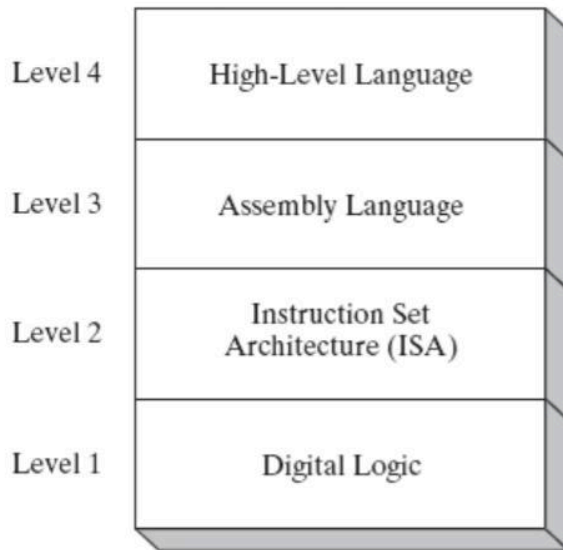 Level 4
High-Level Language
Level 3
Assembly Language
Level 2
Instruction Set
Architecture (ISA)
Level 1
Digital Logic